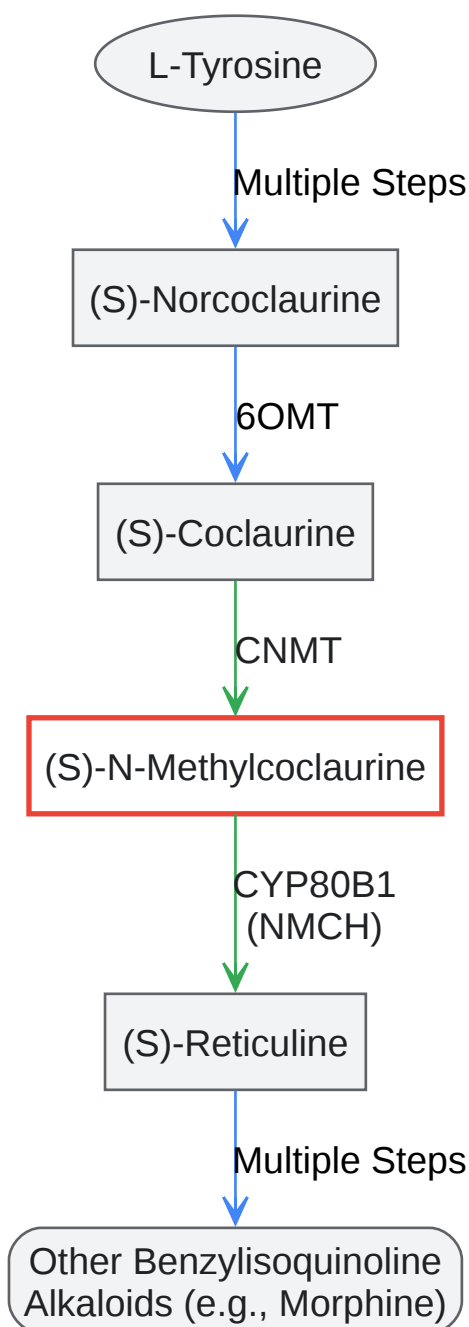 L-Tyrosine
Multiple Steps
(S)-Norcoclaurine
6OMT
(S)-Coclaurine
CNMT
(S)-N-Methylcoclaurine
CYP80B1
(NMCH)
(S)-Reticuline
Multiple Steps
Other Benzylisoquinoline
Alkaloids (e.g., Morphine)